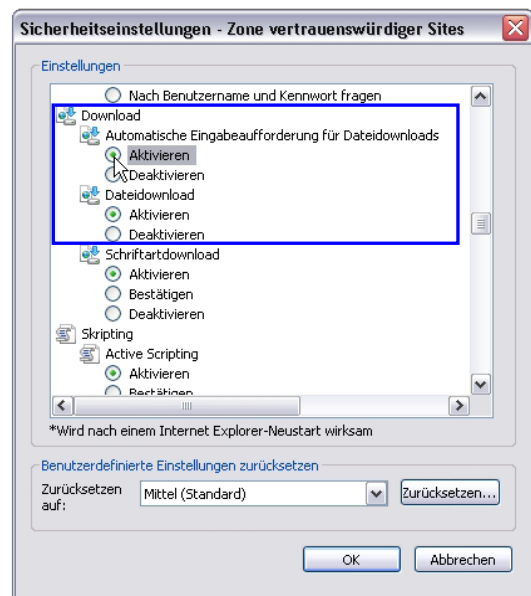 Sicherheitseinstellungen - Zone vertrauenswürdiger Sites
Einstellungen
Nach Benutzername und Kennwort fragen
Download
Automatische Eingabeaufforderung für Dateidownloads
Aktivieren
Deaktivieren
Dateidownload
Aktivieren
Deaktivieren
Schriftartdownload
Aktivieren
Bestätigen
Deaktivieren
Skripting
Active Scripting
Aktivieren
Bestätigen
*Wird nach einem Internet Explorer-Neustart wirksam
Benutzerdefinierte Einstellungen zurücksetzen
Zurücksetzen auf:
Mittel (Standard)
Zurücksetzen...
OK
Abbrechen